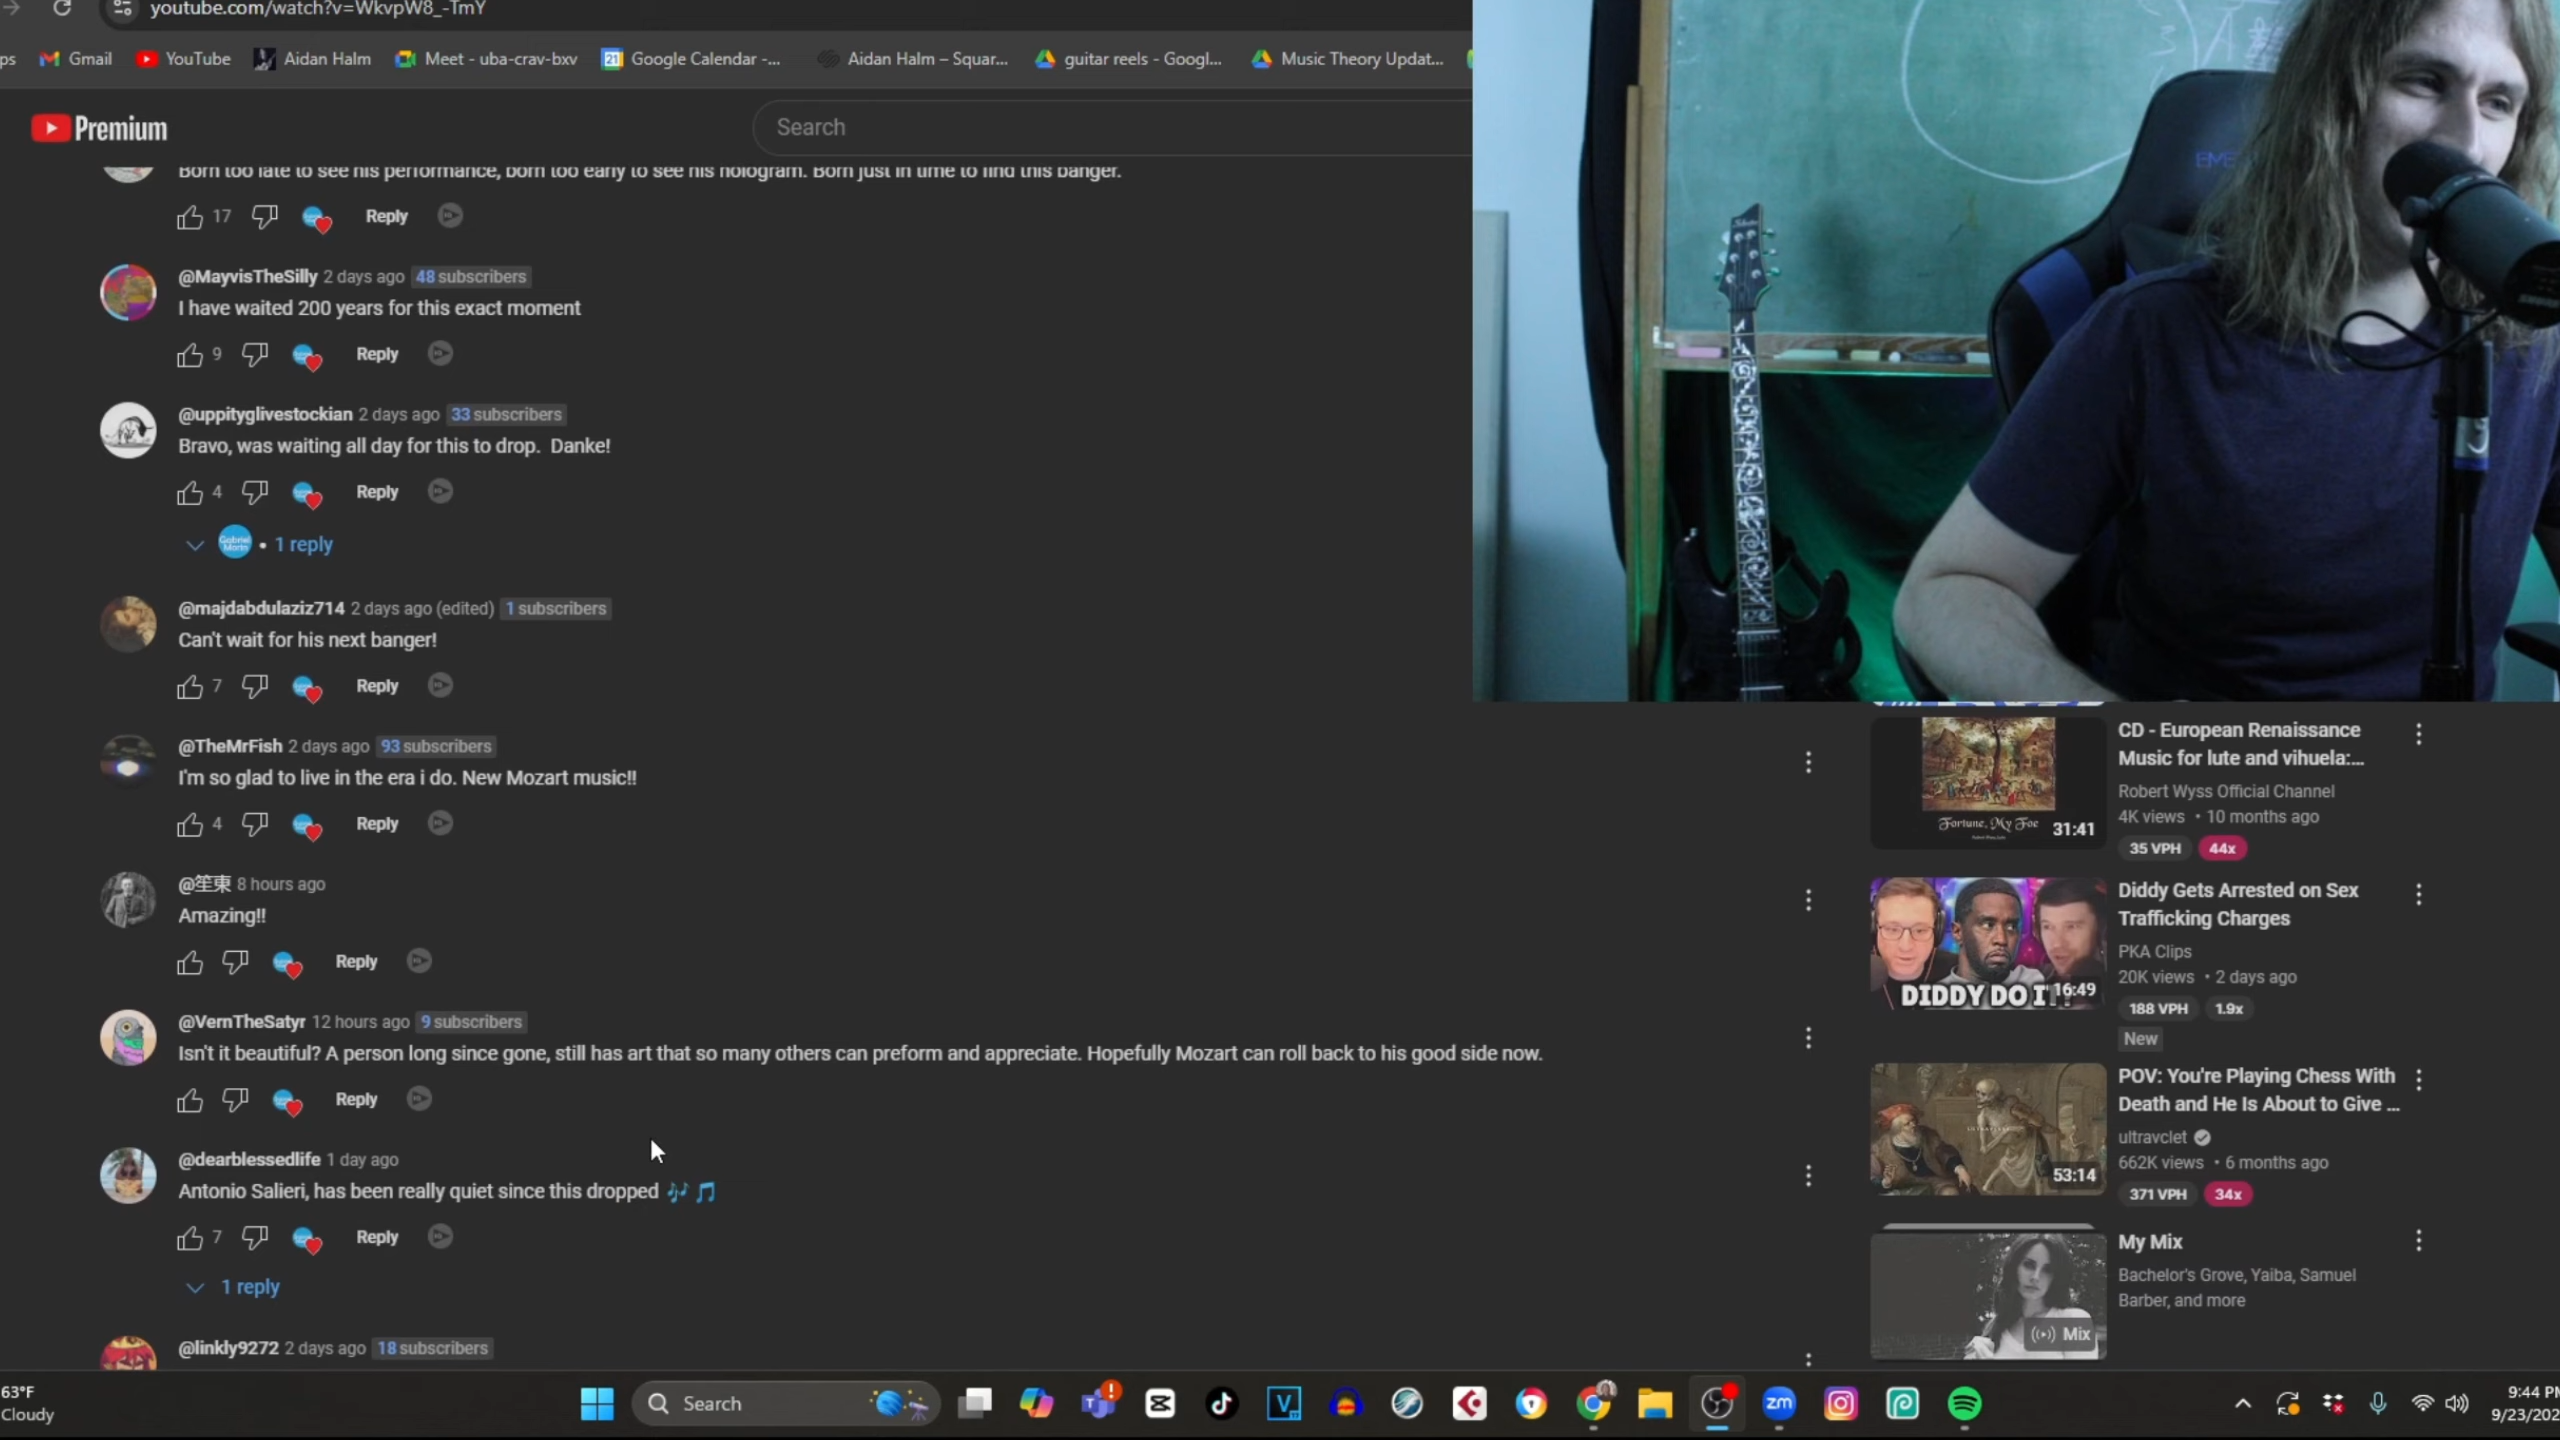 youtube.com/watch?v=WkvpW8_-TmY
ps Gmail YouTube Aidan Halm Meet - uba-crav-bxv Google Calendar -... Aidan Halm – Squar... guitar reels - Googl... Music Theory Updat...
Premium
Search
Born too late to see his performance, born too early to see his hologram. Born just in time to find this banger.
17 Reply
@MayvisTheSilly 2 days ago 48 subscribers
I have waited 200 years for this exact moment
9 Reply
@uppityglivestockian 2 days ago 33 subscribers
Bravo, was waiting all day for this to drop. Danke!
4 Reply
Gabriel
• 1 reply
@majdabdulaziz714 2 days ago (edited) 1 subscribers
Can't wait for his next banger!
7 Reply
@TheMrFish 2 days ago 93 subscribers
I'm so glad to live in the era i do. New Mozart music!!
4 Reply
@笙東 8 hours ago
Amazing!!
Reply
@VernTheSatyr 12 hours ago 9 subscribers
Isn't it beautiful? A person long since gone, still has art that so many others can preform and appreciate. Hopefully Mozart can roll back to his good side now.
Reply
@dearblessedlife 1 day ago
Antonio Salieri, has been really quiet since this dropped 🎶 🎵
7 Reply
1 reply
@linkly9272 2 days ago 18 subscribers
EME
CD - European Renaissance
Music for lute and vihuela:...
Robert Wyss Official Channel
4K views • 10 months ago
35 VPH 44x
Fortune, My Foe
31:41
Diddy Gets Arrested on Sex
Trafficking Charges
PKA Clips
20K views • 2 days ago
188 VPH 1.9x
New
DIDDY DO I
16:49
POV: You're Playing Chess With
Death and He Is About to Give ...
ultravclet
662K views • 6 months ago
371 VPH 34x
53:14
My Mix
Bachelor's Grove, Yaiba, Samuel
Barber, and more
Mix
63°F
Cloudy
Search
zm
9:44 PM
9/23/202